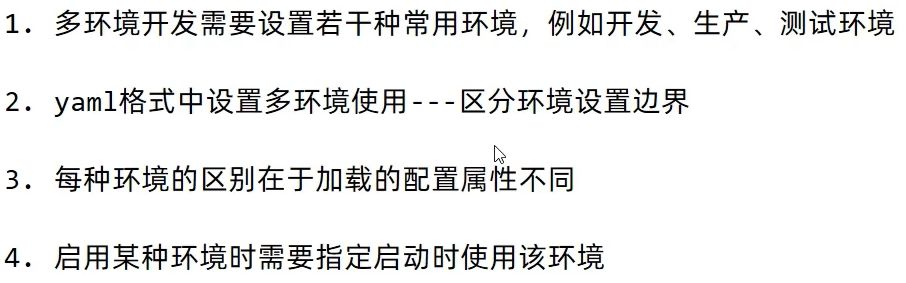 1. 多环境开发需要设置若干种常用环境，例如开发、生产、测试环境
2. yaml格式中设置多环境使用---区分环境设置边界
3. 每种环境的区别在于加载的配置属性不同
4. 启用某种环境时需要指定启动时使用该环境